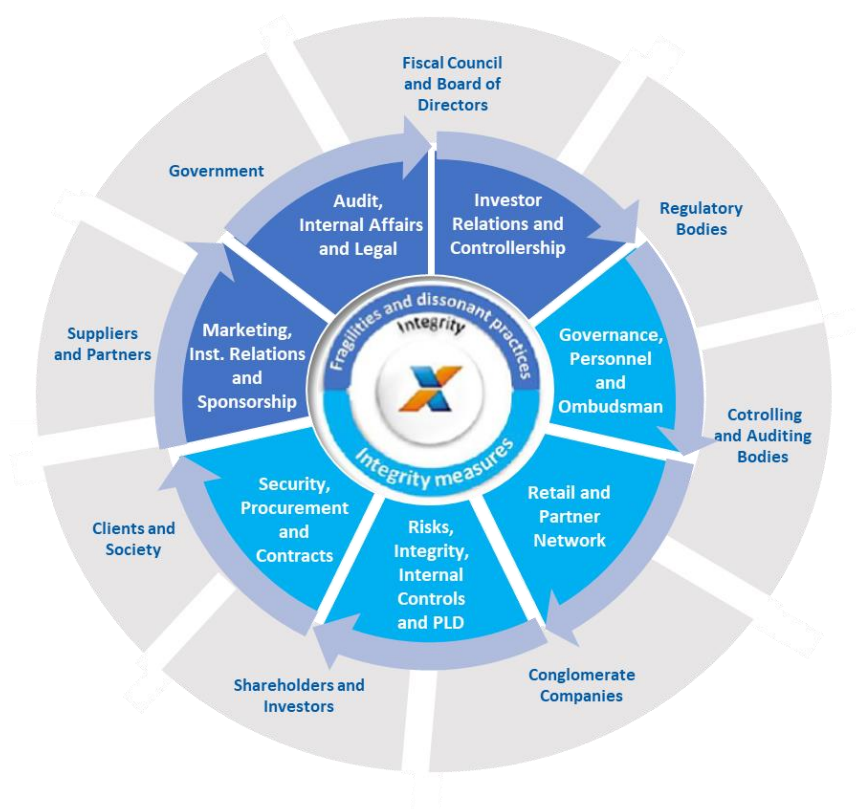 Fiscal Council
and Board of
Directors
Government
Regulatory
Bodies
Suppliers
and Partners
Cotrolling
and Auditing
Bodies
Clients and
Society
Shareholders and
Investors
Conglomerate
Companies
Audit,
Internal Affairs
and Legal
Investor
Relations and
Controllership
Marketing,
Inst. Relations
and
Sponsorship
Governance,
Personnel
and
Ombudsman
Security,
Procurement
and
Contracts
Risks,
Integrity,
Internal
Controls
and PLD
Retail and
Partner
Network
Fragilities and dissonant practices
Integrity
Integrity measures